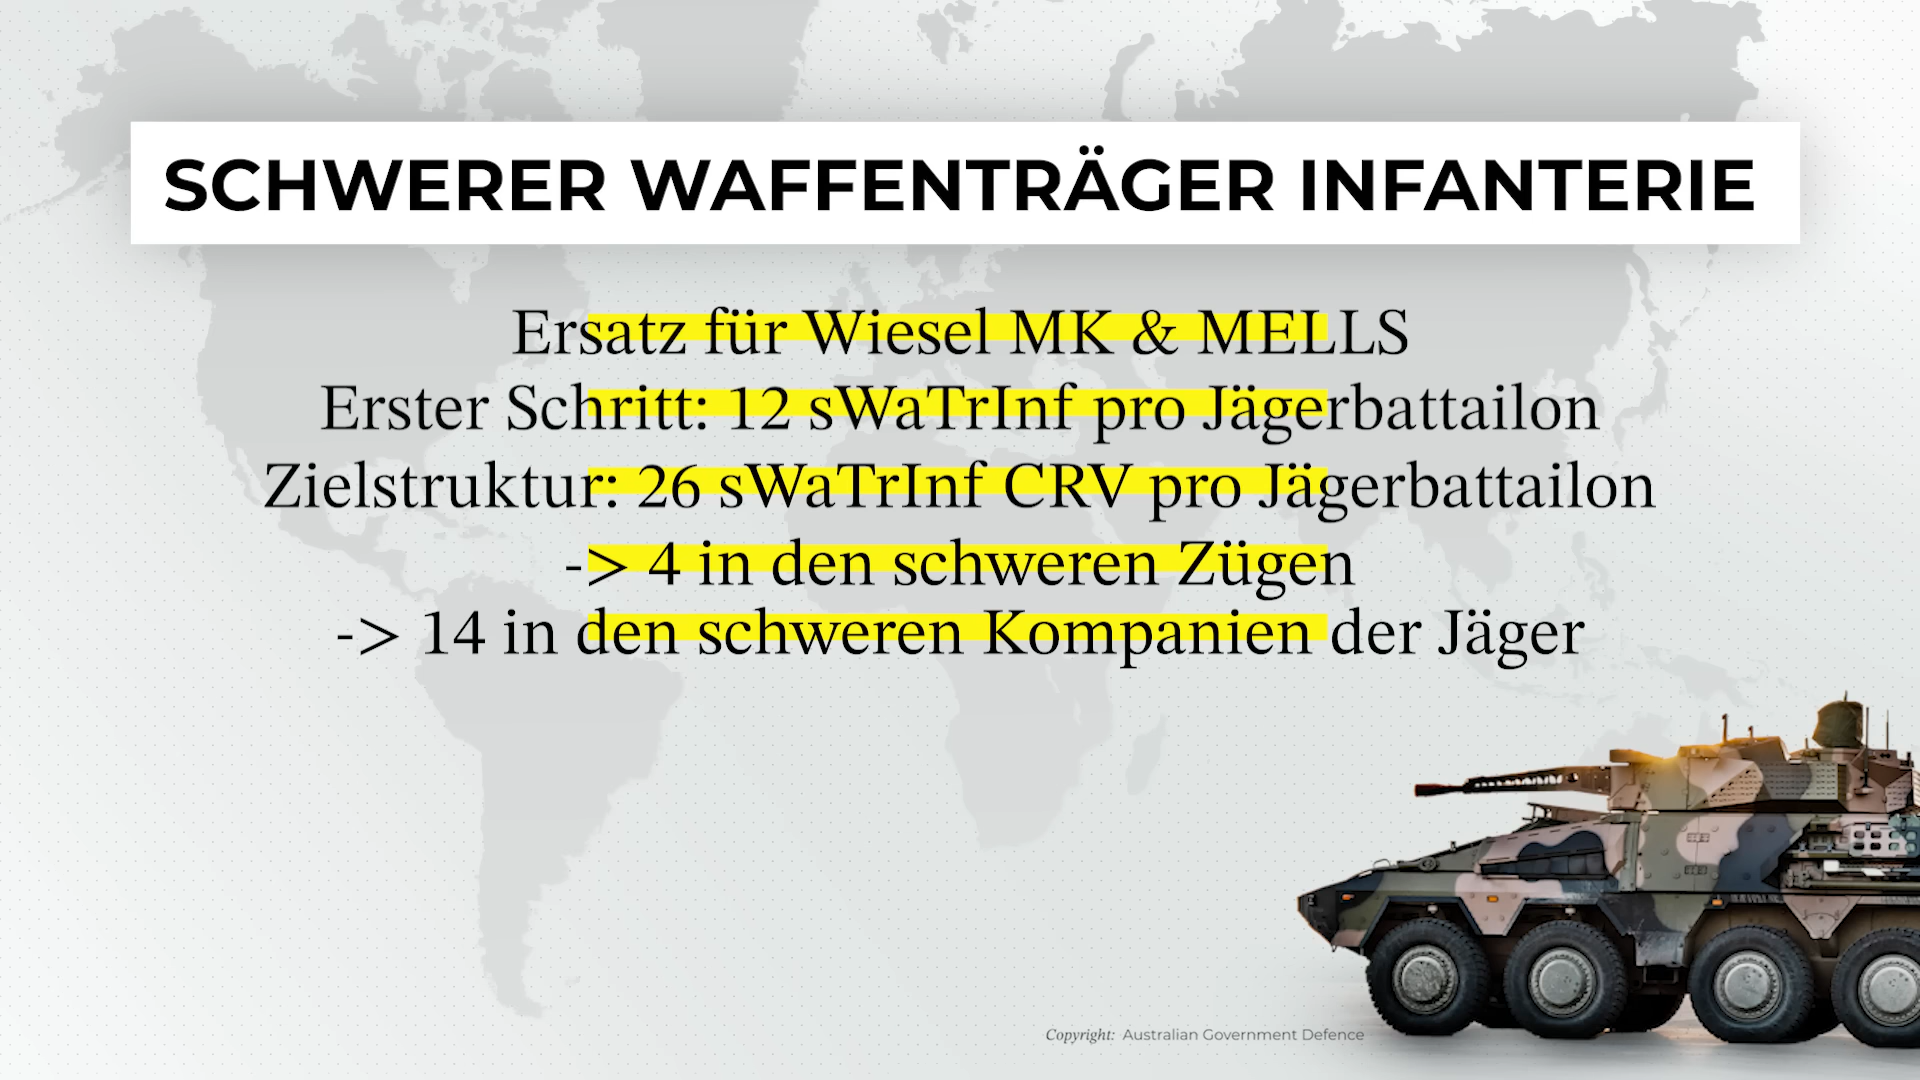 SCHWERER WAFFENTRÄGER INFANTERIE
Ersatz für Wiesel MK & MELLS
Erster Schritt: 12 sWaTrInf pro Jägerbattailon
Zielstruktur: 26 sWaTrInf CRV pro Jägerbattailon
-> 4 in den schweren Zügen
-> 14 in den schweren Kompanien der Jäger
Copyright: Australian Government Defence